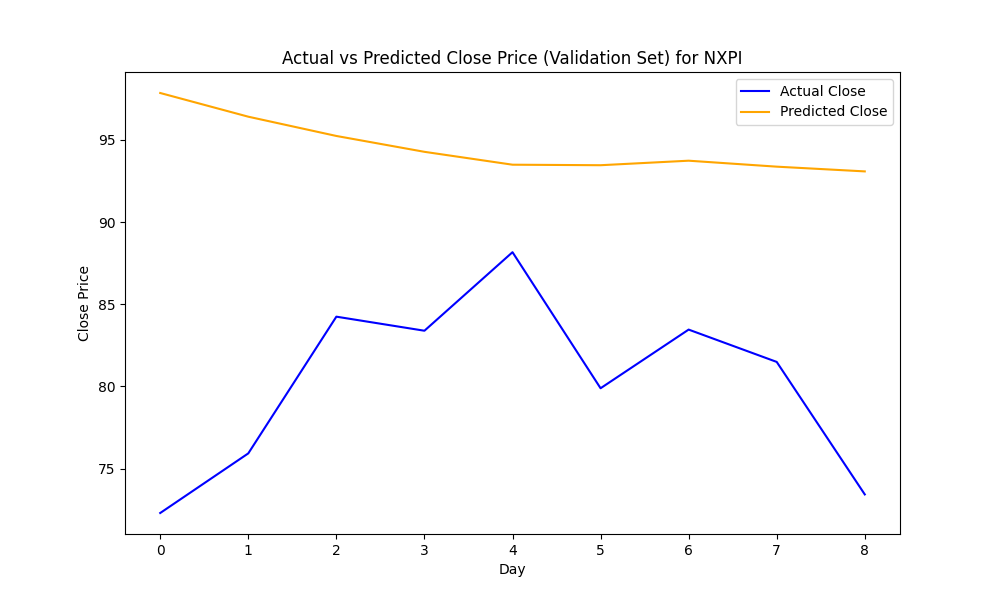 Actual vs Predicted Close Price (Validation Set) for NXPI
Actual Close
Predicted Close
95
90
85
80
75
Close Price
0 1 2 3 4 5 6 7 8
Day